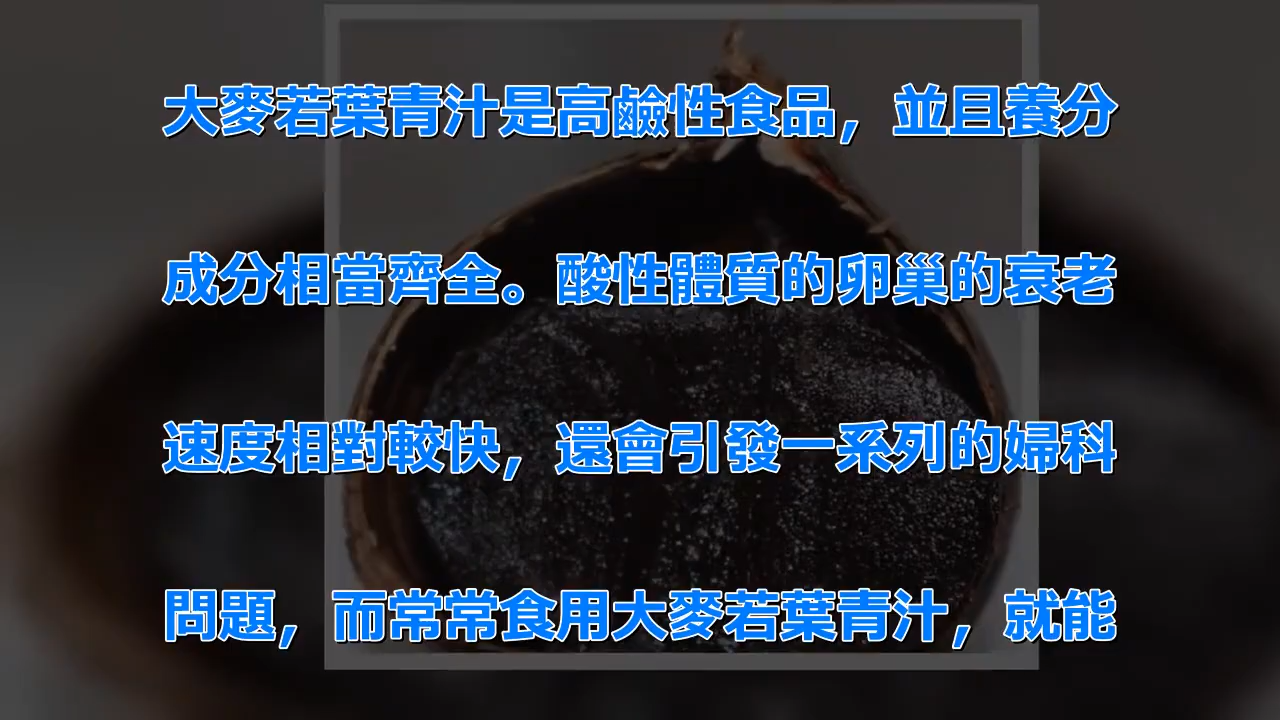 大麥若葉青汁是高鹼性食品，並且養分
成分相當齊全。酸性體質的卵巢的衰老
速度相對較快，還會引發一系列的婦科
問題，而常常食用大麥若葉青汁，就能